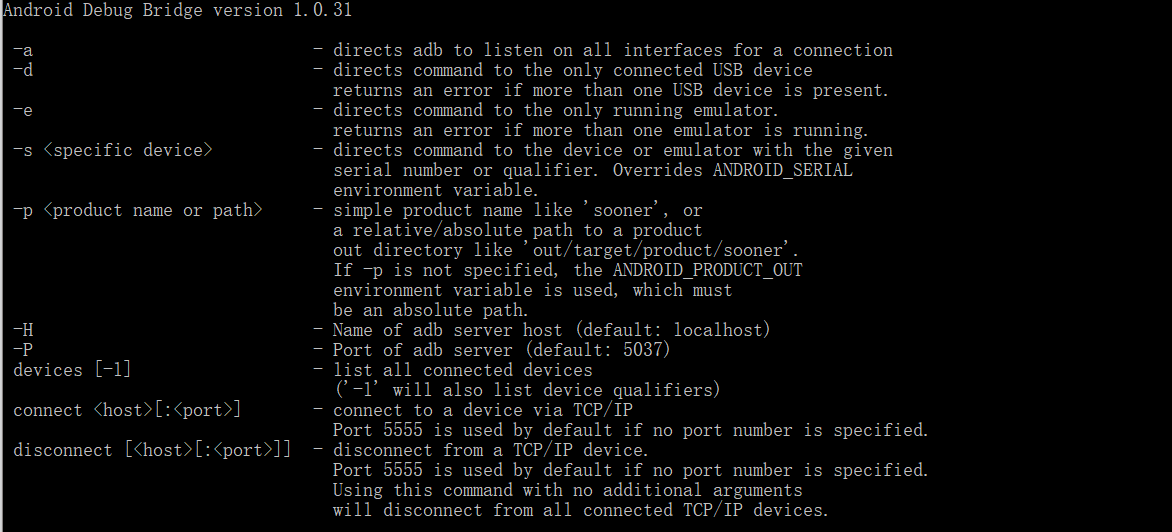 Android Debug Bridge version 1.0.31
-a - directs adb to listen on all interfaces for a connection
-d - directs command to the only connected USB device
returns an error if more than one USB device is present.
-e - directs command to the only running emulator.
returns an error if more than one emulator is running.
-s <specific device> - directs command to the device or emulator with the given
serial number or qualifier. Overrides ANDROID_SERIAL
environment variable.
-p <product name or path> - simple product name like 'sooner', or
a relative/absolute path to a product
out directory like 'out/target/product/sooner'.
If -p is not specified, the ANDROID_PRODUCT_OUT
environment variable is used, which must
be an absolute path.
-H - Name of adb server host (default: localhost)
-P - Port of adb server (default: 5037)
devices [-l] - list all connected devices
('-l' will also list device qualifiers)
connect <host>[:<port>] - connect to a device via TCP/IP
Port 5555 is used by default if no port number is specified.
disconnect [<host>[:<port>]] - disconnect from a TCP/IP device.
Port 5555 is used by default if no port number is specified.
Using this command with no additional arguments
will disconnect from all connected TCP/IP devices.